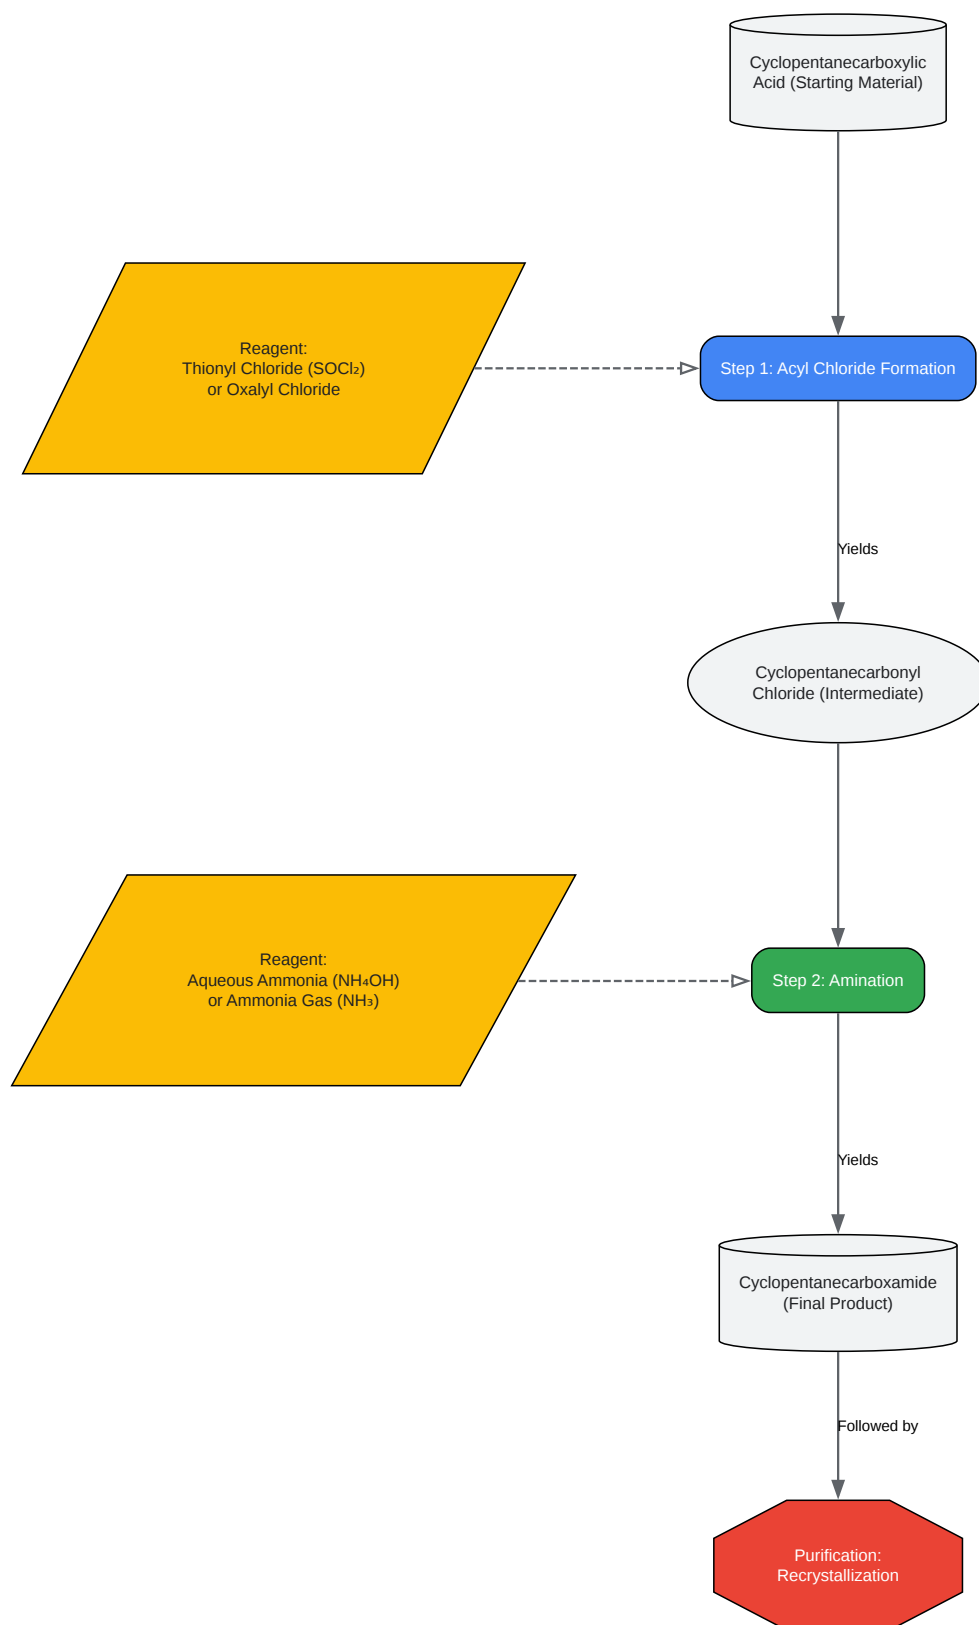 Cyclopentanecarboxylic
Acid (Starting Material)
Reagent:
Thionyl Chloride (SOCl₂)
or Oxalyl Chloride
Step 1: Acyl Chloride Formation
Yields
Cyclopentanecarbonyl
Chloride (Intermediate)
Reagent:
Aqueous Ammonia (NH₄OH)
or Ammonia Gas (NH₃)
Step 2: Amination
Yields
Cyclopentanecarboxamide
(Final Product)
Followed by
Purification:
Recrystallization